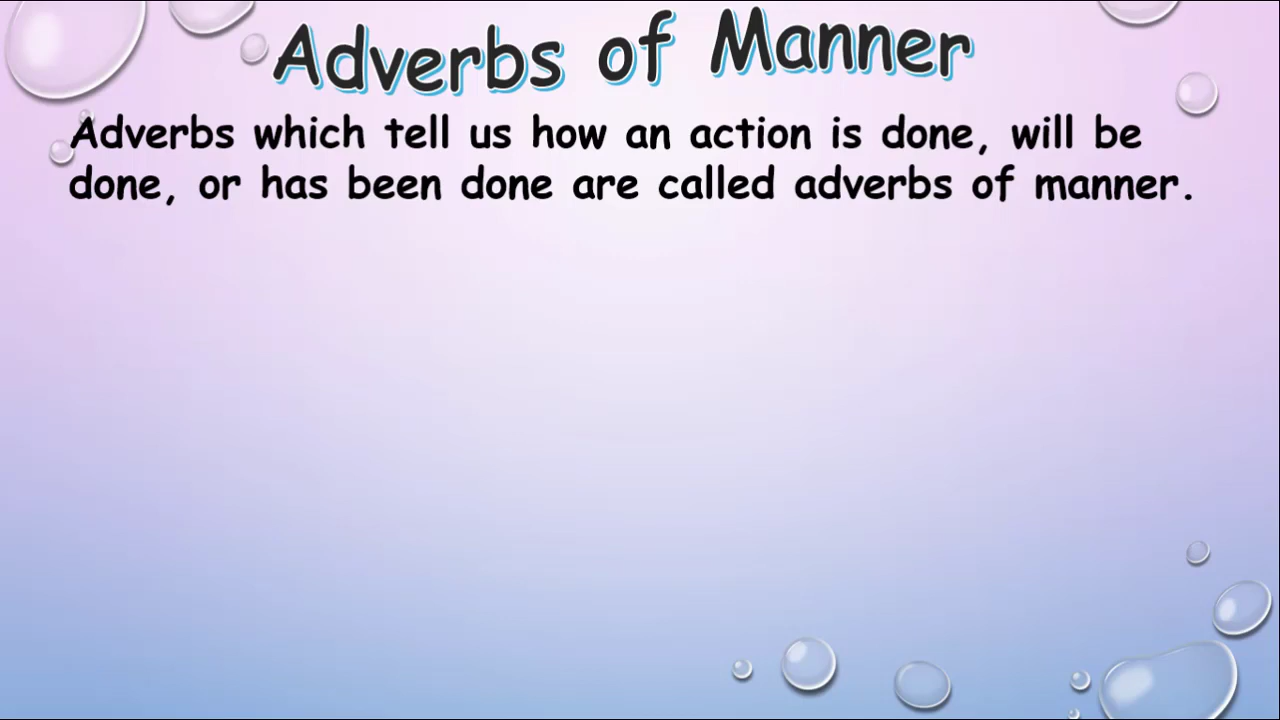 Adverbs of Manner
Adverbs which tell us how an action is done, will be
done, or has been done are called adverbs of manner.